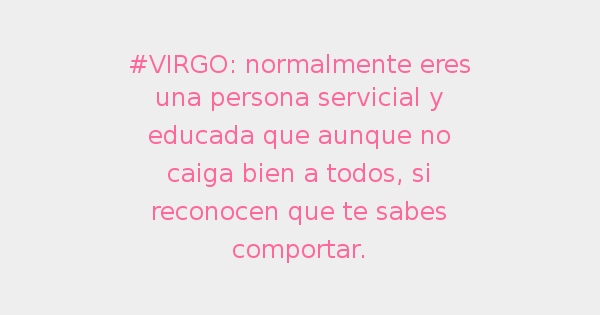 #VIRGO: normalmente eres
una persona servicial y
educada que aunque no
caiga bien a todos, si
reconocen que te sabes
comportar.